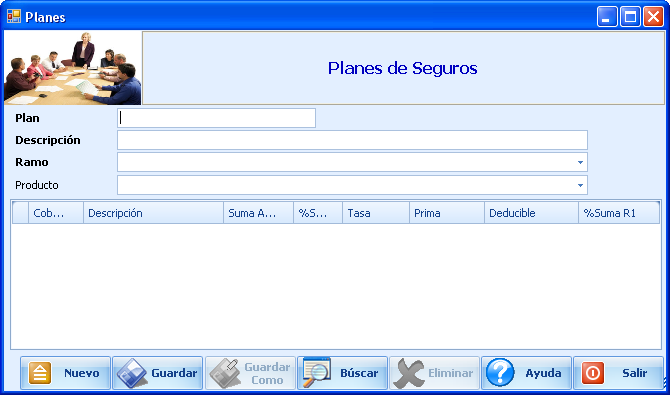 Planes
Planes de Seguros
Plan
Descripción
Ramo
Producto
Cob... Descripción Suma A... %S... Tasa Prima Deducible %Suma R1
Nuevo Guardar Guardar Como Búscar Eliminar Ayuda Salir